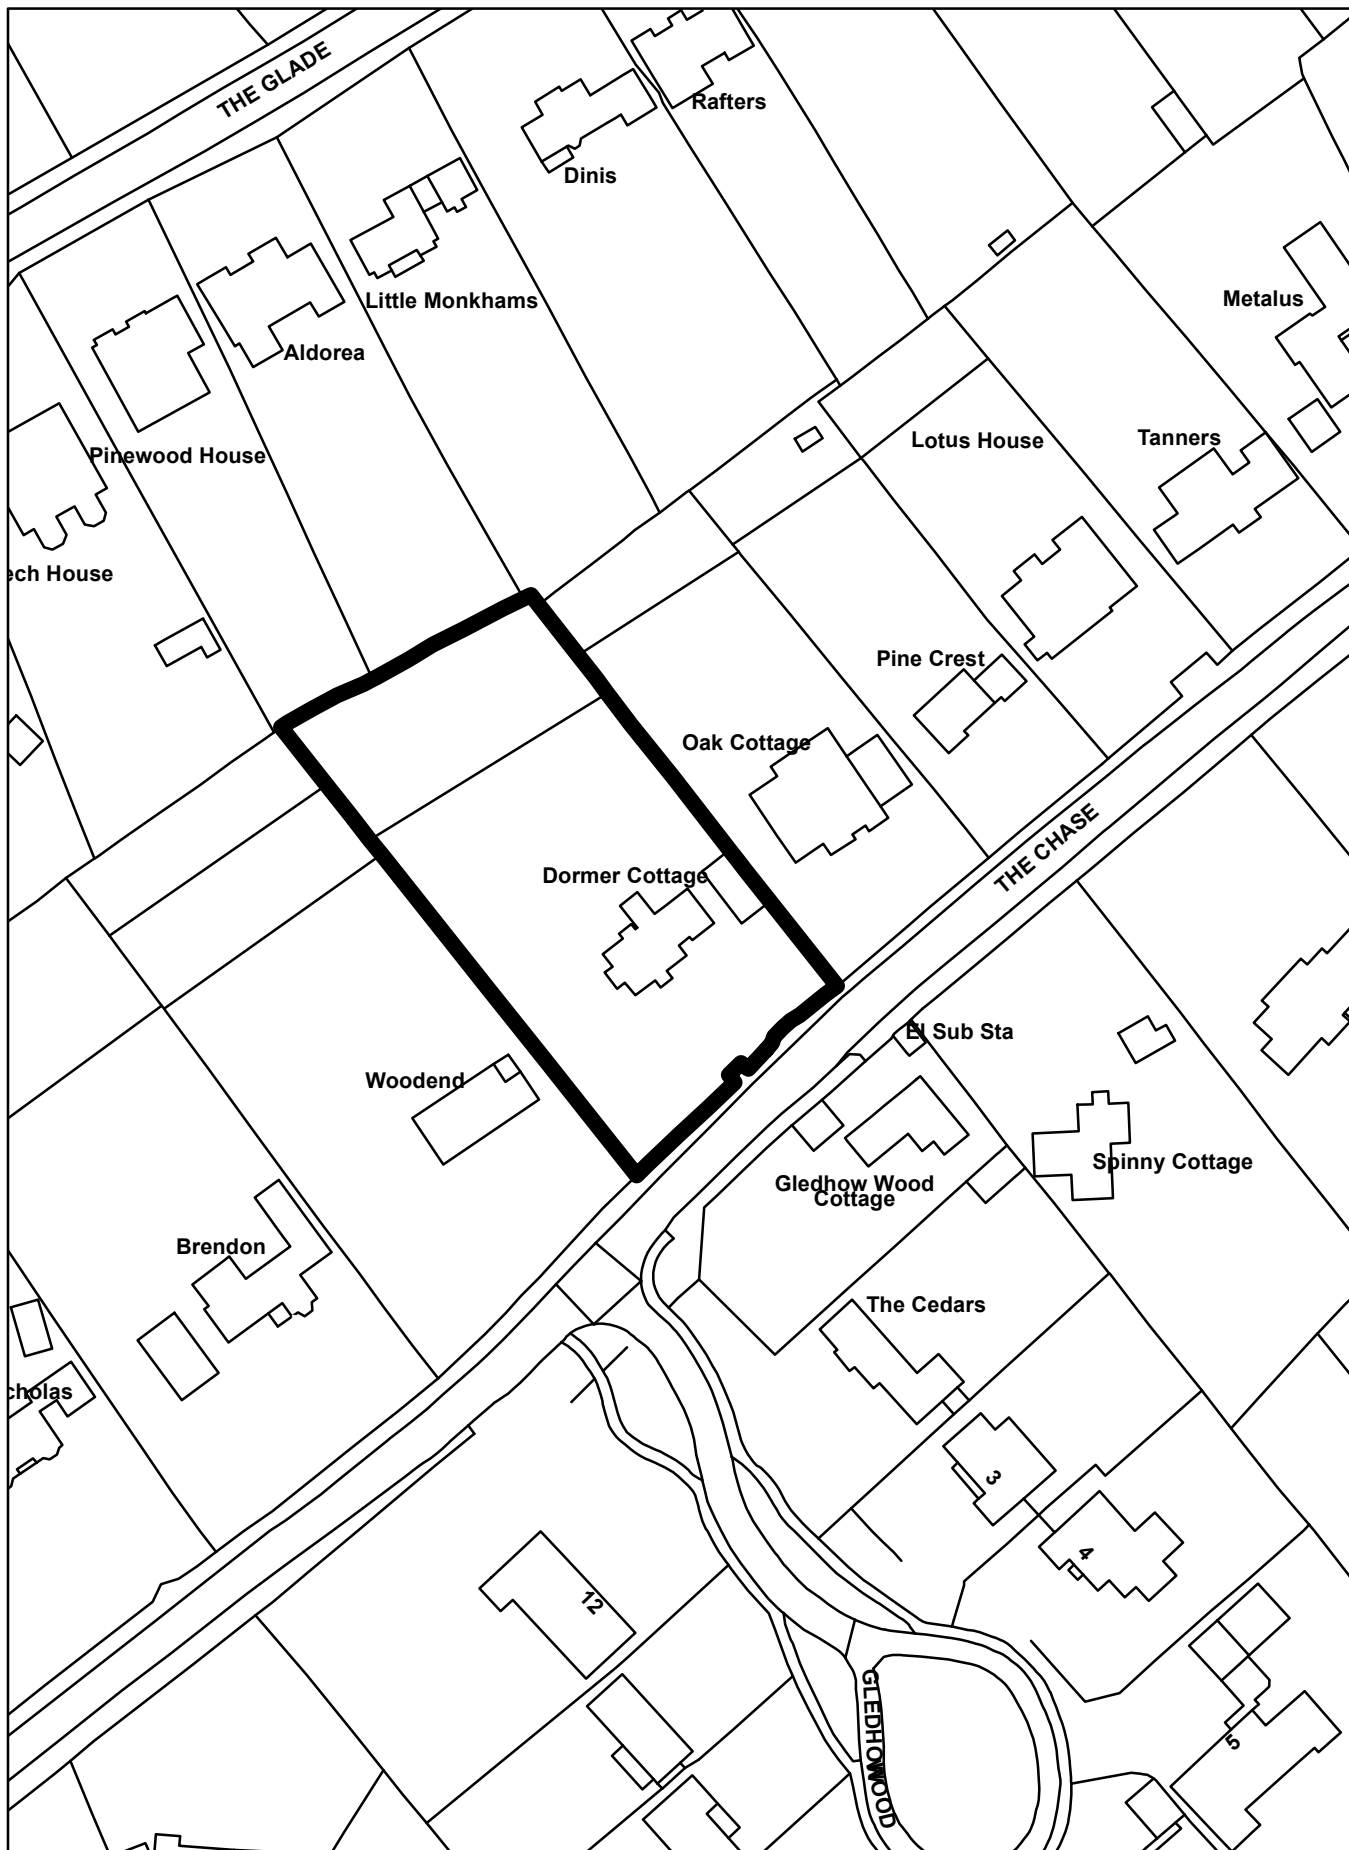 THE GLADE
Rafters
Dinis
Little Monkhams
Metalus
Aldorea
Lotus House
Tanners
Pinewood House
ech House
Pine Crest
Oak Cottage
THE CHASE
Dormer Cottage
El Sub Sta
Woodend
Spinny Cottage
Gledhow Wood
Cottage
Brendon
The Cedars
cholas
3
4
12
GLEDHOW
WOOD
5